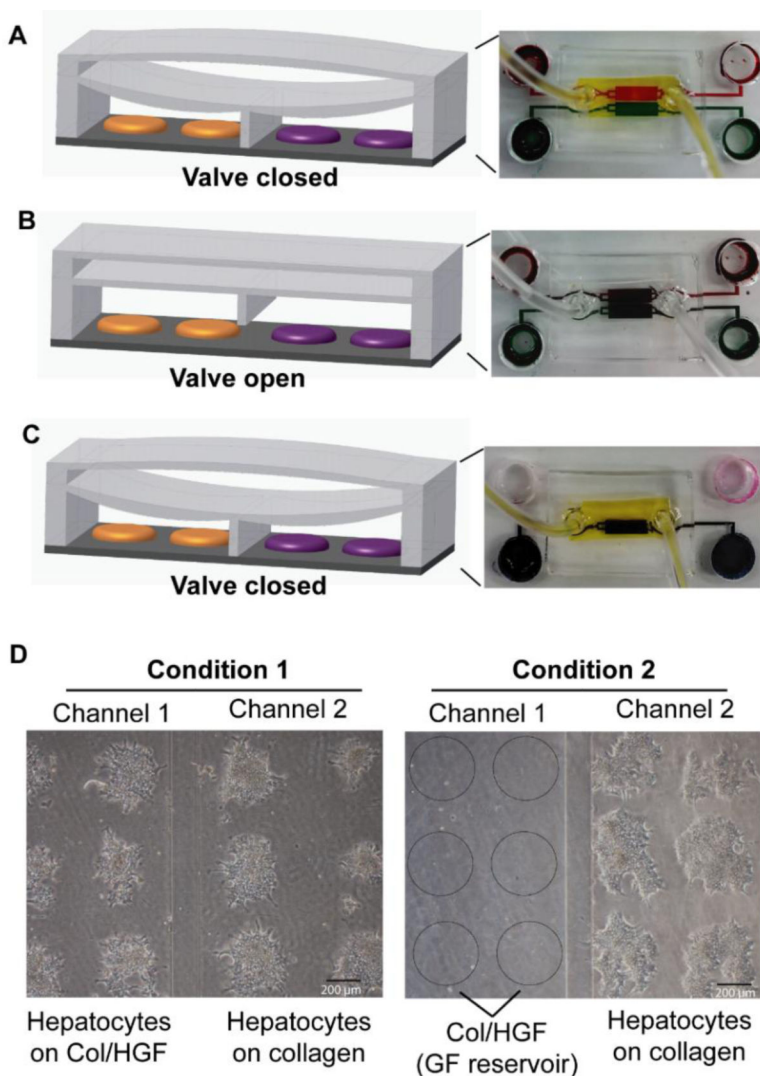 A
Valve closed
B
Valve open
C
Valve closed
D
Condition 1
Condition 2
Channel 1
Channel 2
Channel 1
Channel 2
200 µm
200 µm
Hepatocytes
on Col/HGF
Hepatocytes
on collagen
Col/HGF
(GF reservoir)
Hepatocytes
on collagen